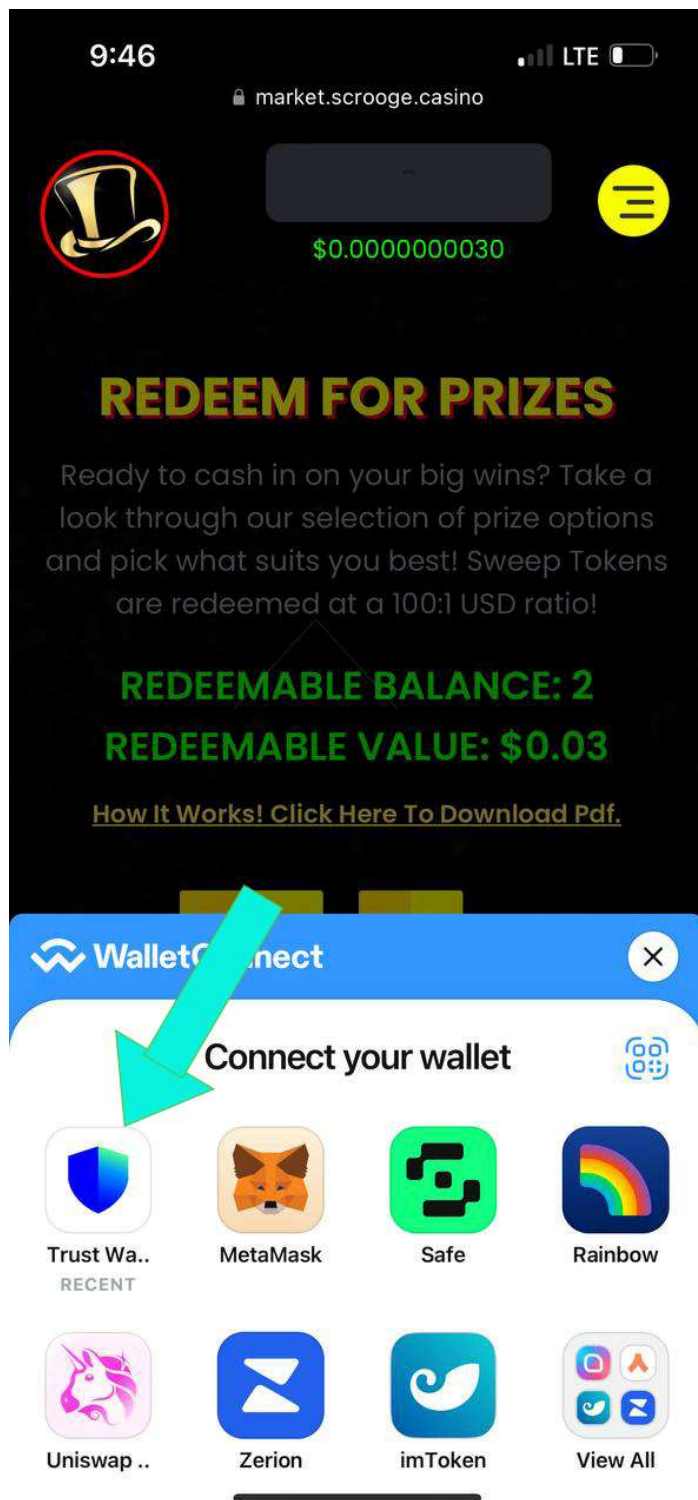 9:46
LTE
market.scrooge.casino
$0.0000000030
REDEEM FOR PRIZES
Ready to cash in on your big wins? Take a
look through our selection of prize options
and pick what suits you best! Sweep Tokens
are redeemed at a 100:1 USD ratio!
REDEEMABLE BALANCE: 2
REDEEMABLE VALUE: $0.03
How It Works! Click Here To Download Pdf.
WalletConnect
Connect your wallet
Trust Wa.. MetaMask Safe Rainbow
RECENT
Uniswap .. Zerion imToken View All